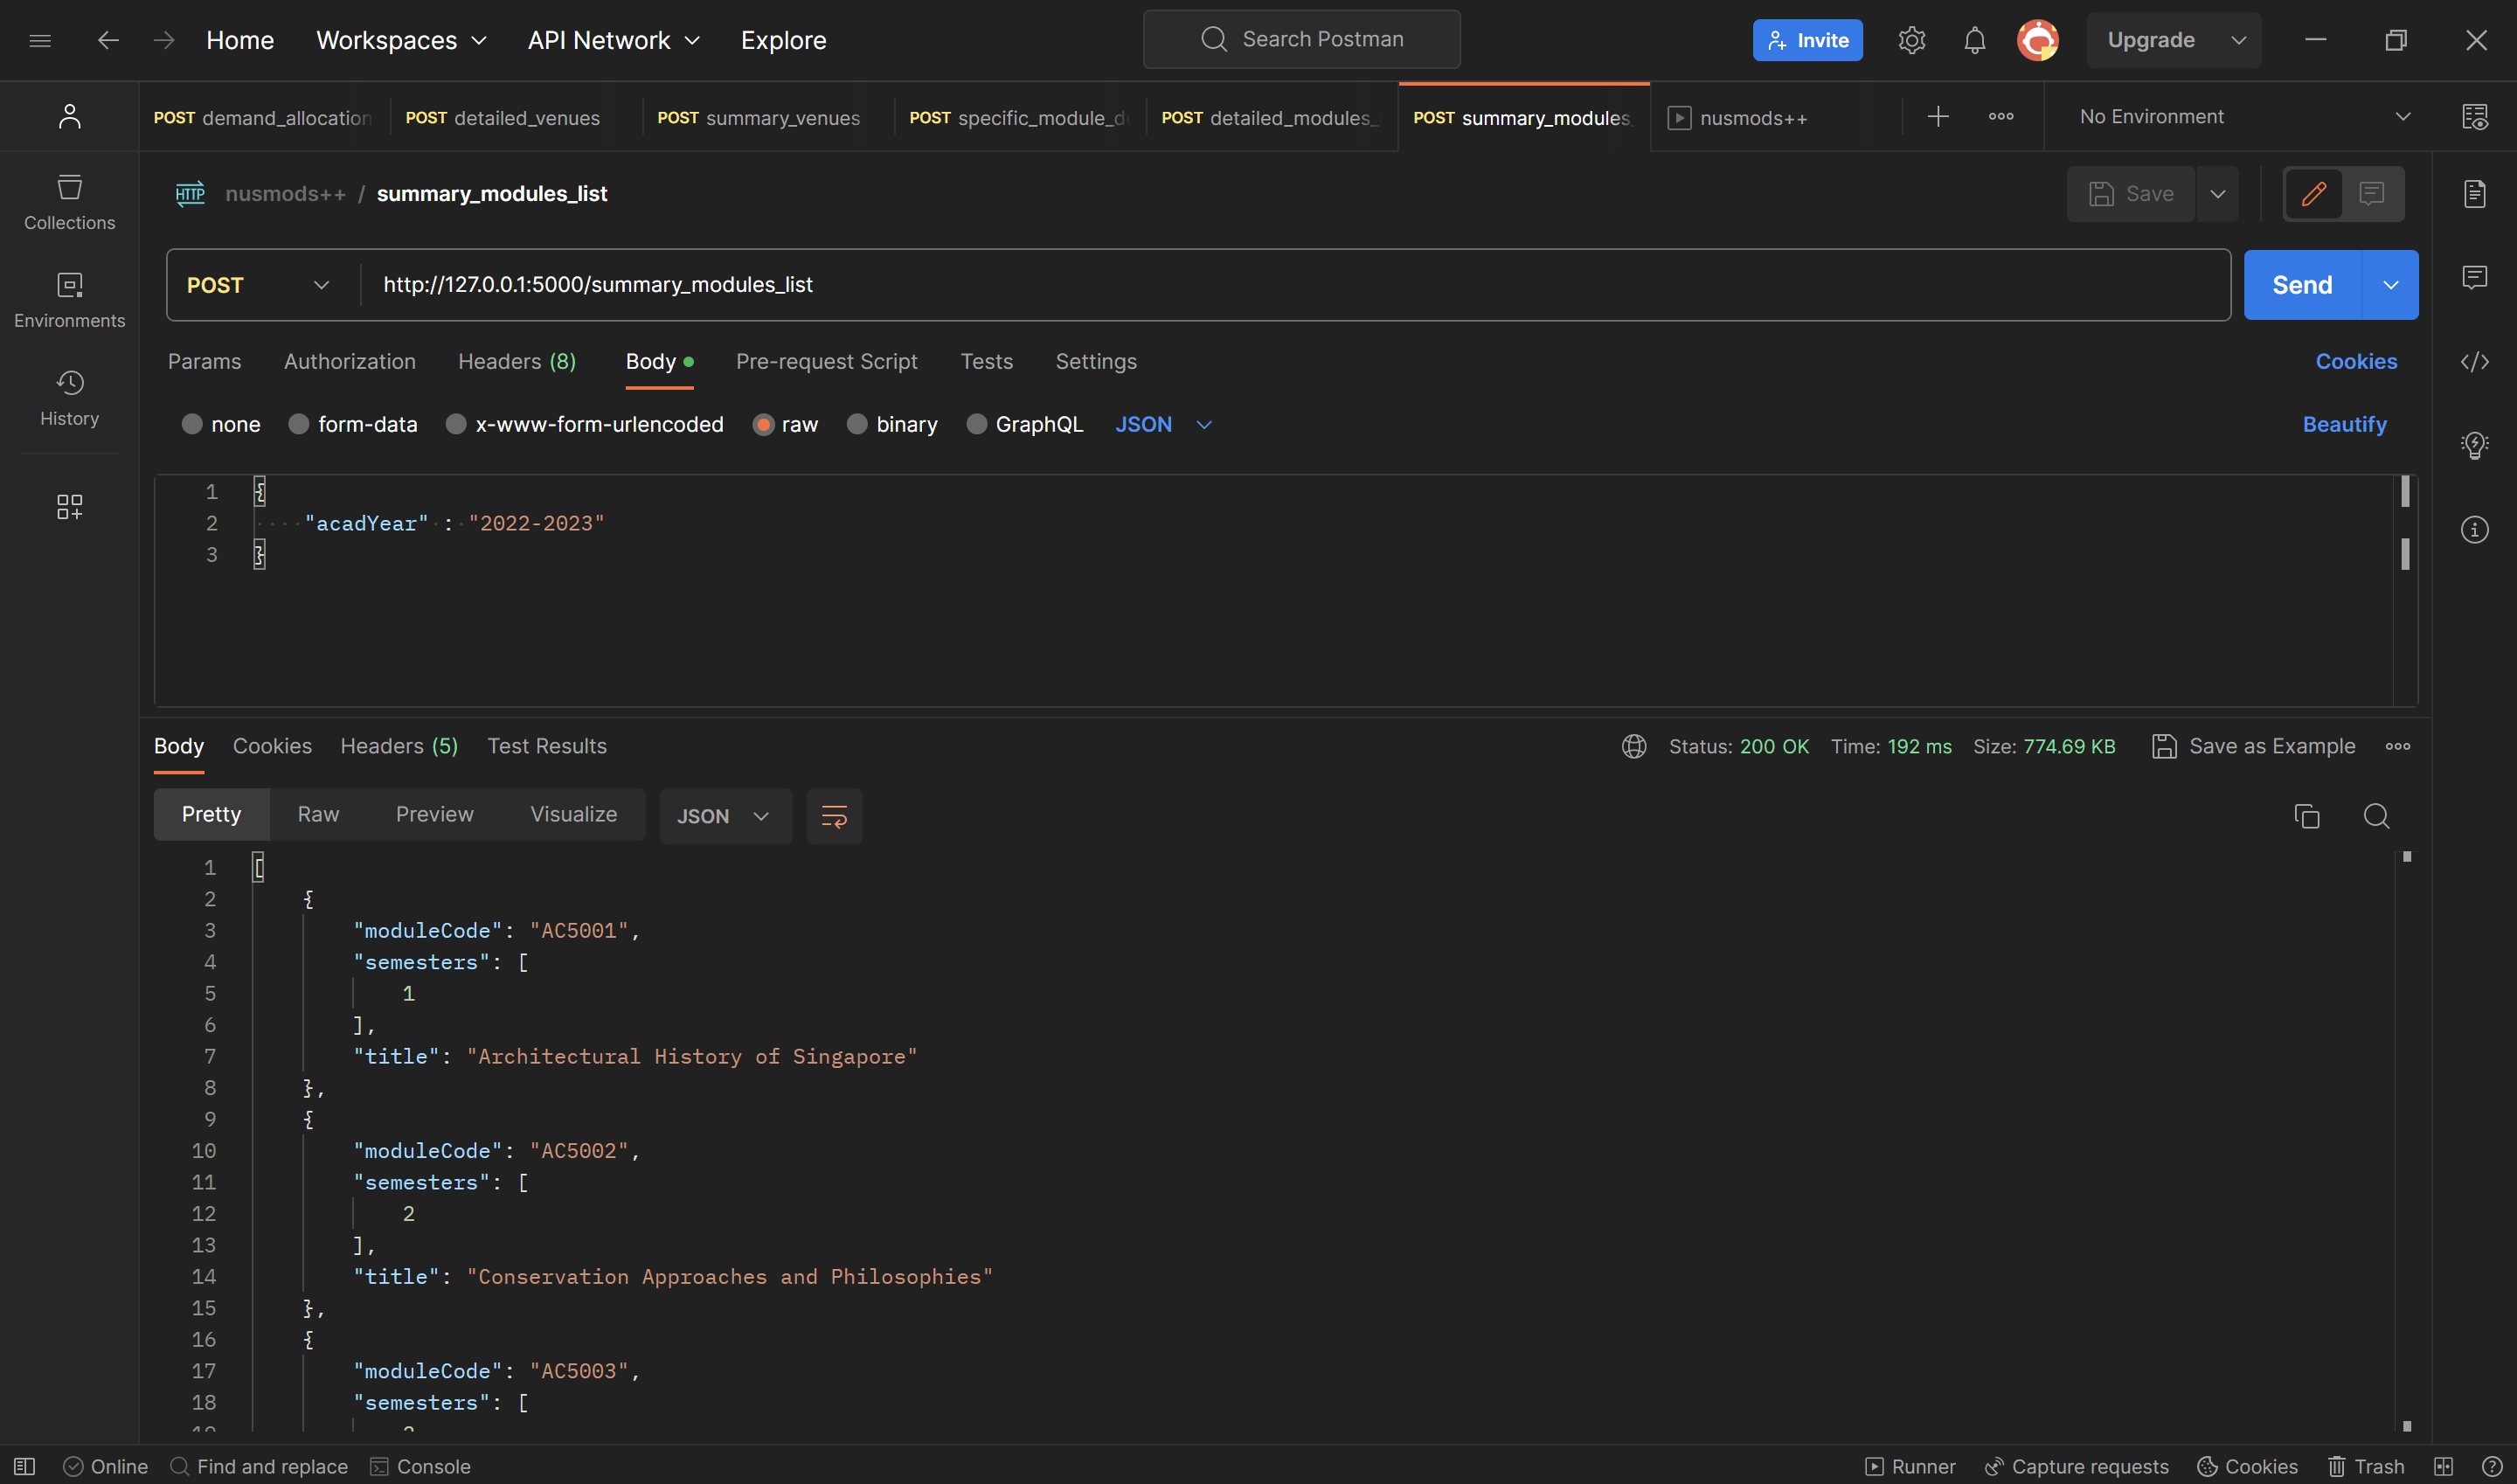 Home Workspaces API Network Explore Search Postman Invite Upgrade
POST demand_allocation POST detailed_venues POST summary_venues POST specific_module_d POST detailed_modules_ POST summary_modules_ nusmods++ No Environment
Collections
Environments
History
HTTP nusmods++ / summary_modules_list Save
POST http://127.0.0.1:5000/summary_modules_list Send
Params Authorization Headers (8) Body Pre-request Script Tests Settings Cookies
none form-data x-www-form-urlencoded raw binary GraphQL JSON Beautify
1 {
2 "acadYear" : "2022-2023"
3 }
Body Cookies Headers (5) Test Results Status: 200 OK Time: 192 ms Size: 774.69 KB Save as Example
Pretty Raw Preview Visualize JSON
1 [
2 {
3 "moduleCode": "AC5001",
4 "semesters": [
5 1
6 ],
7 "title": "Architectural History of Singapore"
8 },
9 {
10 "moduleCode": "AC5002",
11 "semesters": [
12 2
13 ],
14 "title": "Conservation Approaches and Philosophies"
15 },
16 {
17 "moduleCode": "AC5003",
18 "semesters": [
Online Find and replace Console Runner Capture requests Cookies Trash